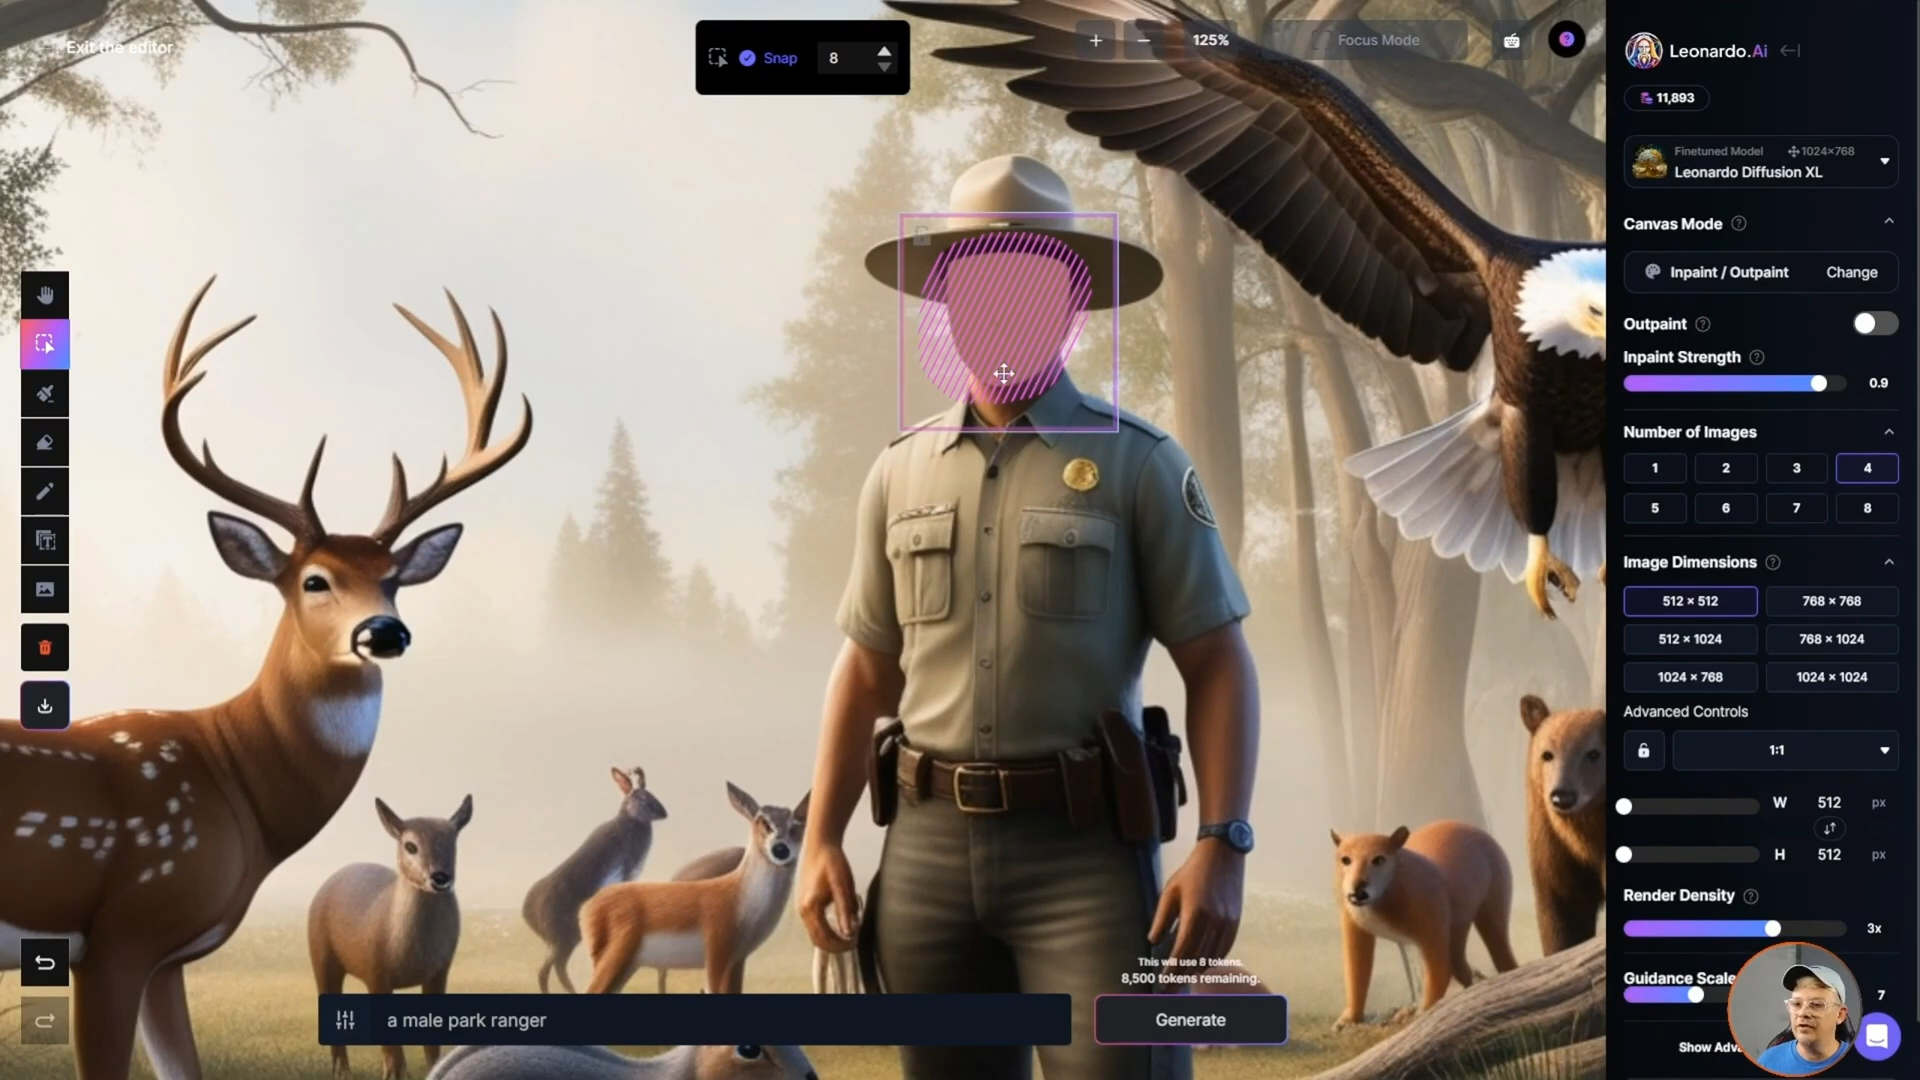 Exit the editor
Snap
8
125%
Focus Mode
Leonardo.Ai
11,893
Finetuned Model
1024×768
Leonardo Diffusion XL
Canvas Mode
Inpaint / Outpaint
Change
Outpaint
Inpaint Strength
0.9
Number of Images
1 2 3 4
5 6 7 8
Image Dimensions
512 × 512
768 × 768
512 × 1024
768 × 1024
1024 × 768
1024 × 1024
Advanced Controls
1:1
W 512 px
H 512 px
Render Density
3x
Guidance Scale
7
This will use 8 tokens.
8,500 tokens remaining.
a male park ranger
Generate
Show